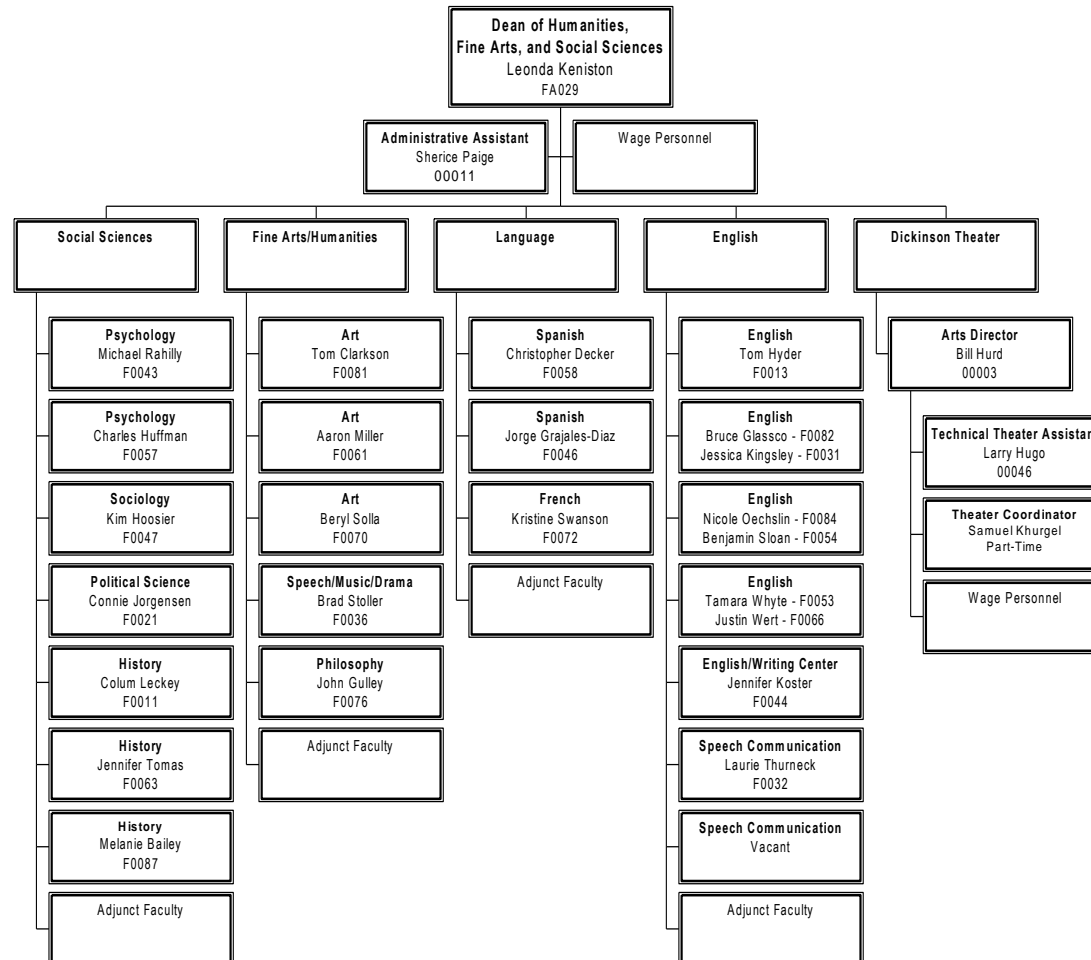 Dean of Humanities,
Fine Arts, and Social Sciences
Leonda Keniston
FA029
Administrative Assistant
Sherice Paige
00011
Wage Personnel
Social Sciences
Fine Arts/Humanities
Language
English
Dickinson Theater
Psychology
Michael Rahilly
F0043
Psychology
Charles Huffman
F0057
Sociology
Kim Hoosier
F0047
Political Science
Connie Jorgensen
F0021
History
Colum Leckey
F0011
History
Jennifer Tomas
F0063
History
Melanie Bailey
F0087
Adjunct Faculty
Art
Tom Clarkson
F0081
Art
Aaron Miller
F0061
Art
Beryl Solla
F0070
Speech/Music/Drama
Brad Stoller
F0036
Philosophy
John Gulley
F0076
Adjunct Faculty
Spanish
Christopher Decker
F0058
Spanish
Jorge Grajales-Diaz
F0046
French
Kristine Swanson
F0072
Adjunct Faculty
English
Tom Hyder
F0013
English
Bruce Glassco - F0082
Jessica Kingsley - F0031
English
Nicole Oechslin - F0084
Benjamin Sloan - F0054
English
Tamara Whyte - F0053
Justin Wert - F0066
English/Writing Center
Jennifer Koster
F0044
Speech Communication
Laurie Thurneck
F0032
Speech Communication
Vacant
Adjunct Faculty
Arts Director
Bill Hurd
00003
Technical Theater Assistan
Larry Hugo
00046
Theater Coordinator
Samuel Khurgel
Part-Time
Wage Personnel